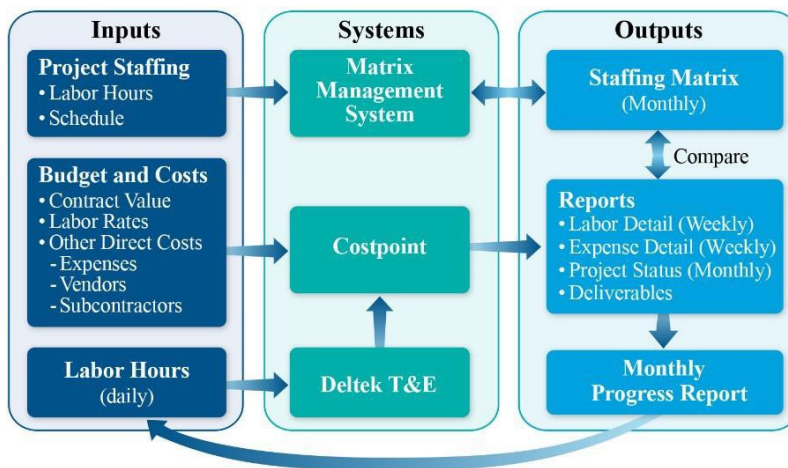 Inputs
Project Staffing
• Labor Hours
• Schedule
Budget and Costs
• Contract Value
• Labor Rates
• Other Direct Costs
- Expenses
- Vendors
- Subcontractors
Labor Hours
(daily)
Systems
Matrix
Management
System
Costpoint
Deltek T&E
Outputs
Staffing Matrix
(Monthly)
Compare
Reports
• Labor Detail (Weekly)
• Expense Detail (Weekly)
• Project Status (Monthly)
• Deliverables
Monthly
Progress Report